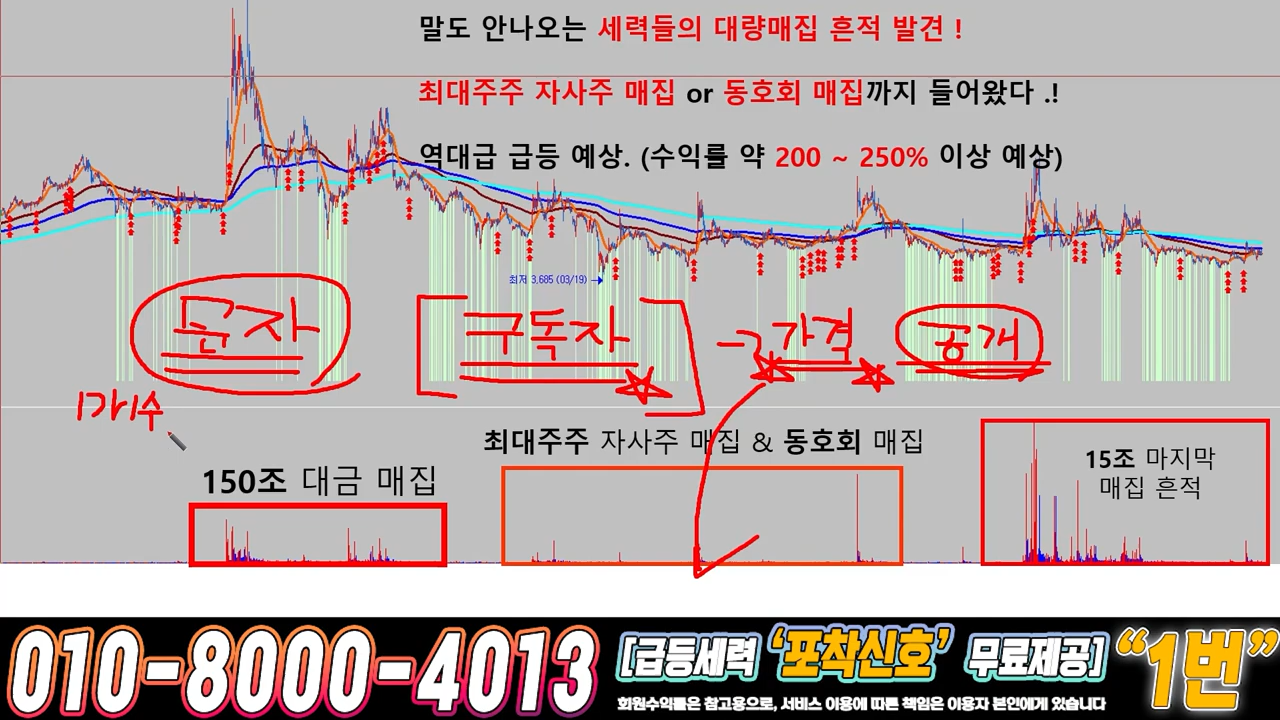 말도 안나오는 세력들의 대량매집 흔적 발견 !
최대주주 자사주 매집 or 동호회 매집까지 들어왔다 .!
역대급 급등 예상. (수익률 약 200 ~ 250% 이상 예상)
최저 3,685 (03/19)
문자
구독자
가격
공개
최대주주 자사주 매집 & 동호회 매집
150조 대금 매집
15조 마지막
매집 흔적
010-8000-4013
[급등세력 '포착신호' 무료제공] "1번"
회원수익률은 참고용으로, 서비스 이용에 따른 책임은 이용자 본인에게 있습니다